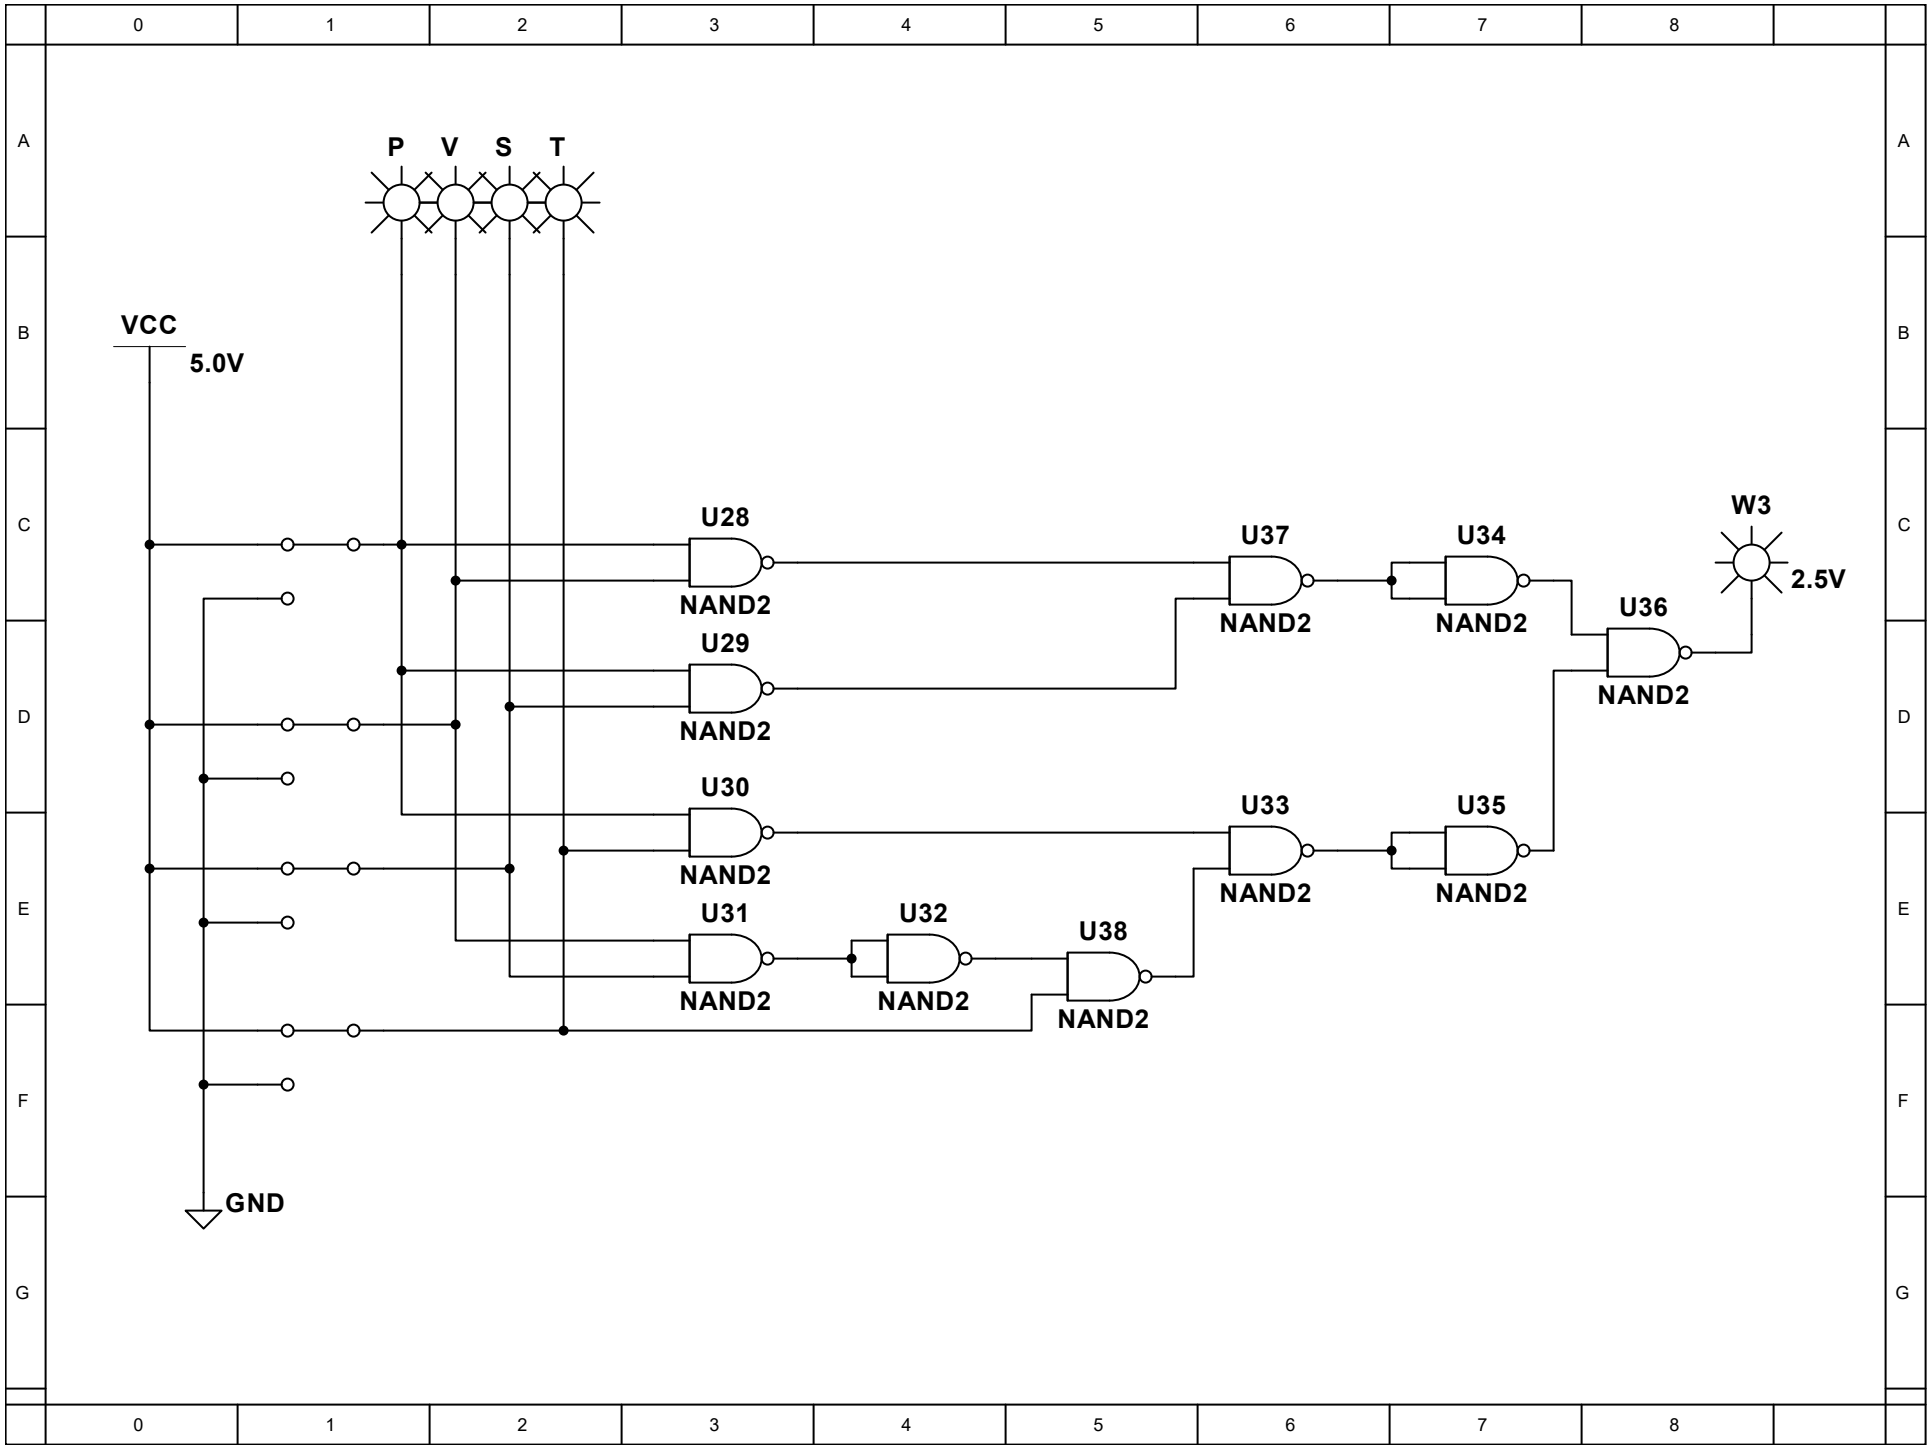 0 1 2 3 4 5 6 7 8
A A
P V S T
B B
VCC
5.0V
C C
U28
NAND2
U37
NAND2
U34
NAND2
W3
2.5V
U36
NAND2
U29
NAND2
D D
U30
NAND2
U33
NAND2
U35
NAND2
E E
U31
NAND2
U32
NAND2
U38
NAND2
F F
GND
G G
0 1 2 3 4 5 6 7 8